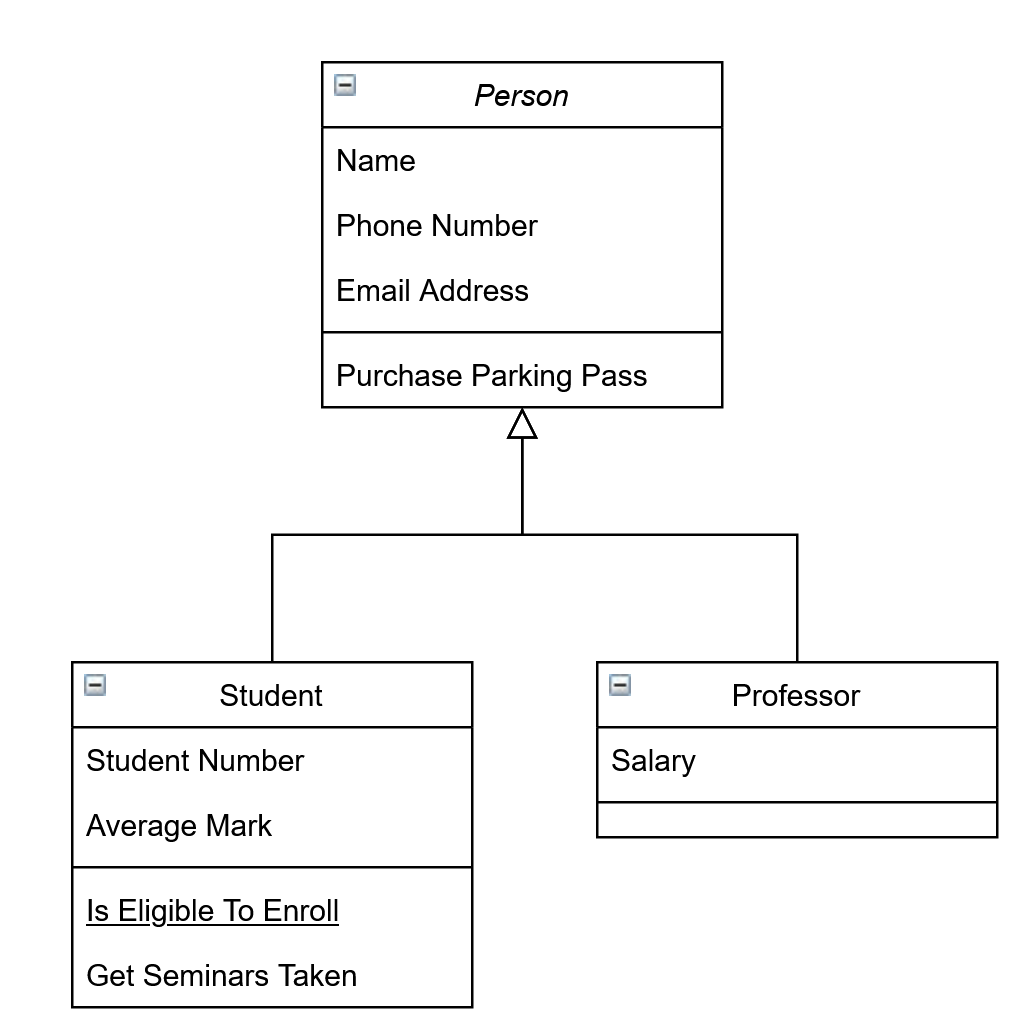 Person
Name
Phone Number
Email Address
Purchase Parking Pass
Student
Student Number
Average Mark
Is Eligible To Enroll
Get Seminars Taken
Professor
Salary